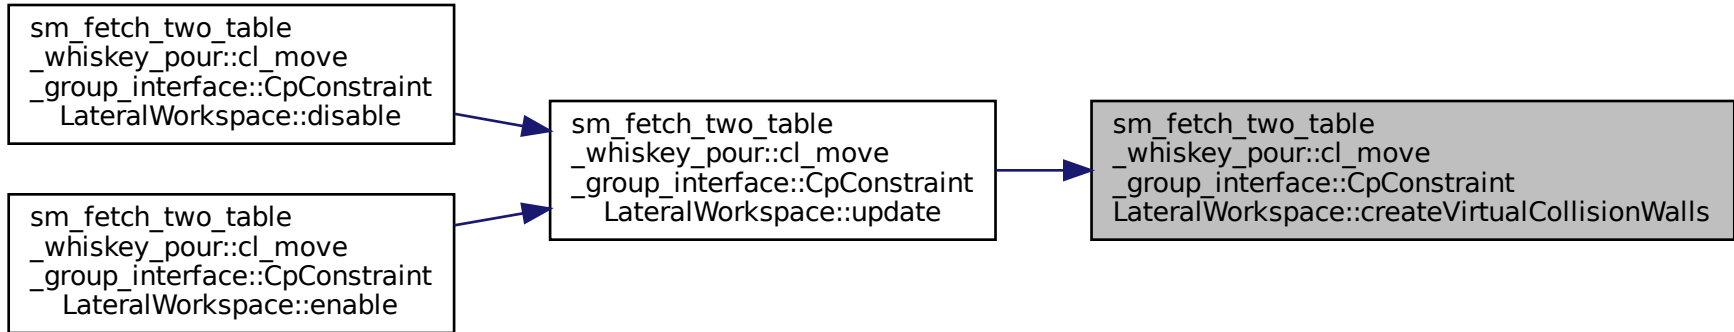 sm_fetch_two_table
_whiskey_pour::cl_move
_group_interface::CpConstraint
LateralWorkspace::disable
sm_fetch_two_table
_whiskey_pour::cl_move
_group_interface::CpConstraint
LateralWorkspace::enable
sm_fetch_two_table
_whiskey_pour::cl_move
_group_interface::CpConstraint
LateralWorkspace::update
sm_fetch_two_table
_whiskey_pour::cl_move
_group_interface::CpConstraint
LateralWorkspace::createVirtualCollisionWalls